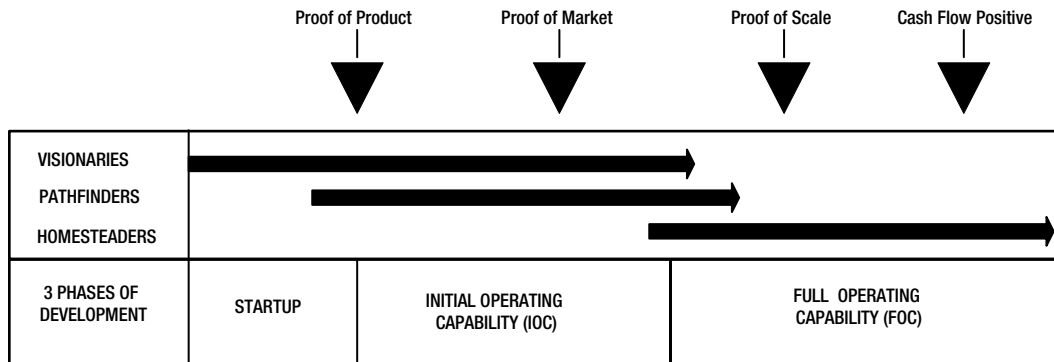 Proof of Product
Proof of Market
Proof of Scale
Cash Flow Positive
VISIONARIES
PATHFINDERS
HOMESTEADERS
3 PHASES OF
DEVELOPMENT
STARTUP
INITIAL OPERATING
CAPABILITY (IOC)
FULL OPERATING
CAPABILITY (FOC)